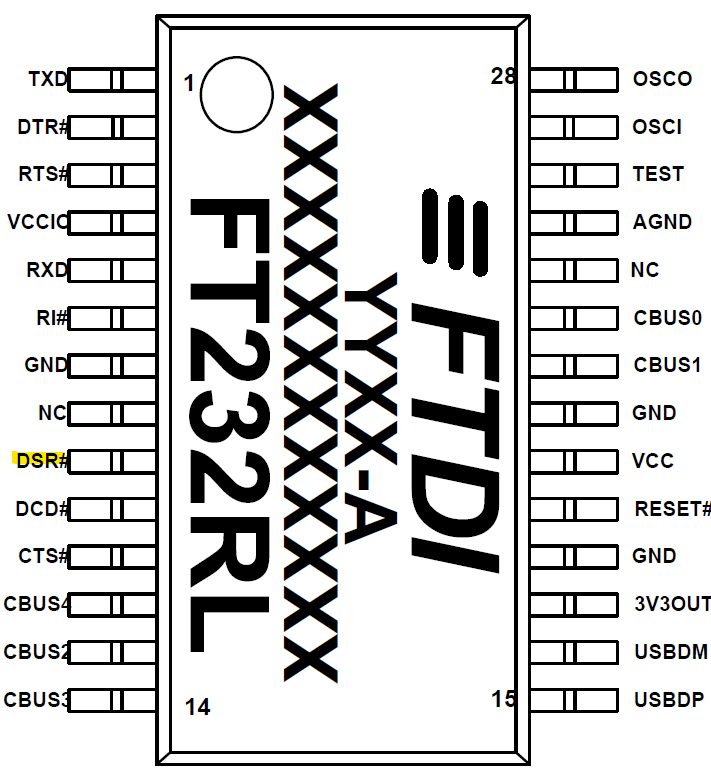 TXD
DTR#
RTS#
VCCIO
RXD
RI#
GND
NC
DSR#
DCD#
CTS#
CBUS4
CBUS2
CBUS3
1
14
FT232RL
XXXXXXXXXXXX
YYXX-A
FTDI
28
15
OSCO
OSCI
TEST
AGND
NC
CBUS0
CBUS1
GND
VCC
RESET#
GND
3V3OUT
USBDM
USBDP